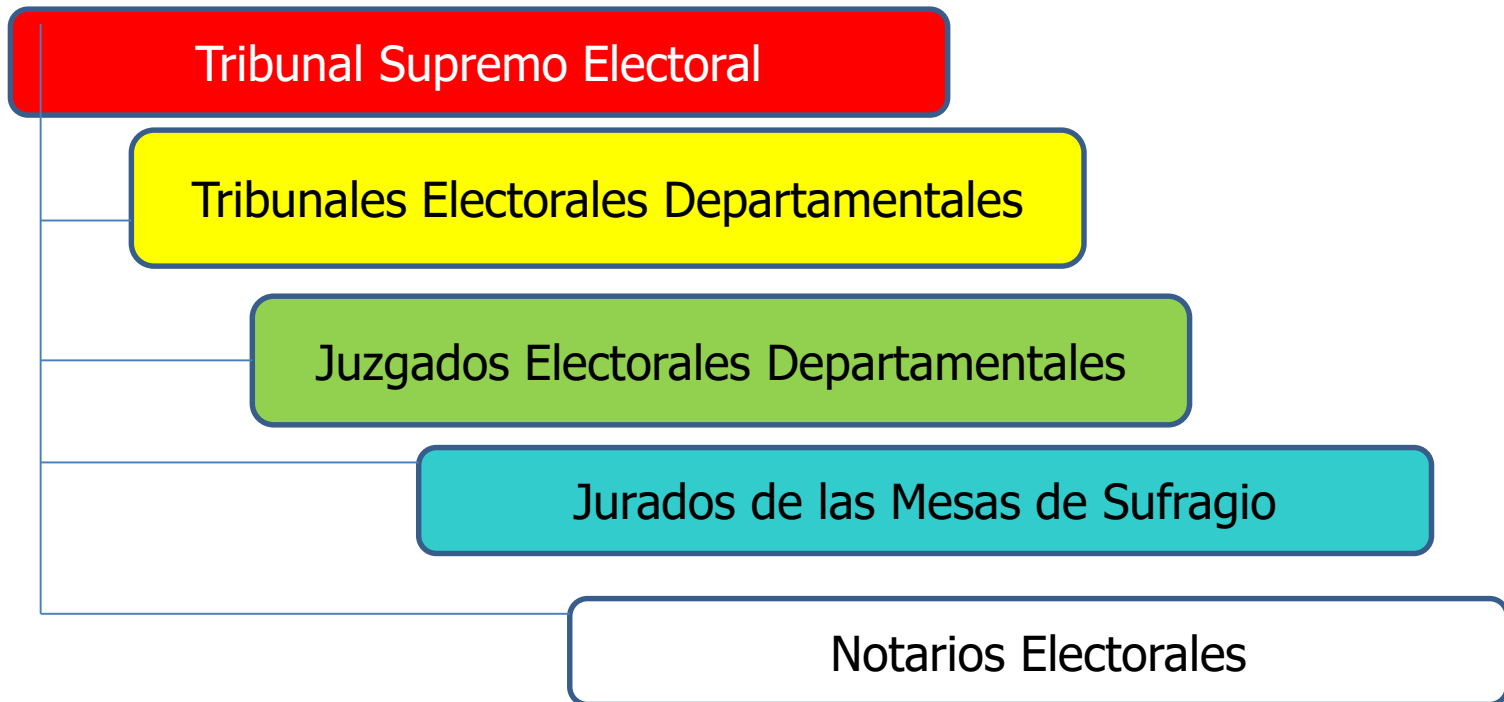 Tribunal Supremo Electoral
Tribunales Electorales Departamentales
Juzgados Electorales Departamentales
Jurados de las Mesas de Sufragio
Notarios Electorales